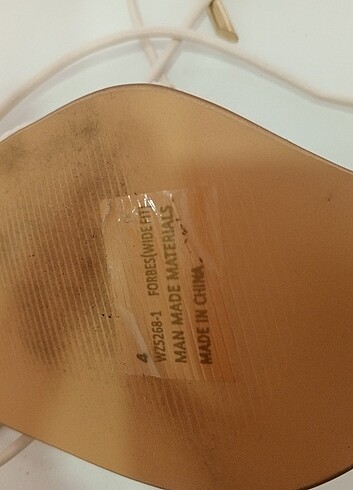 4
WZ5268-1 FORBES(WIDE FIT)
MAN MADE MATERIALS
MADE IN CHINA